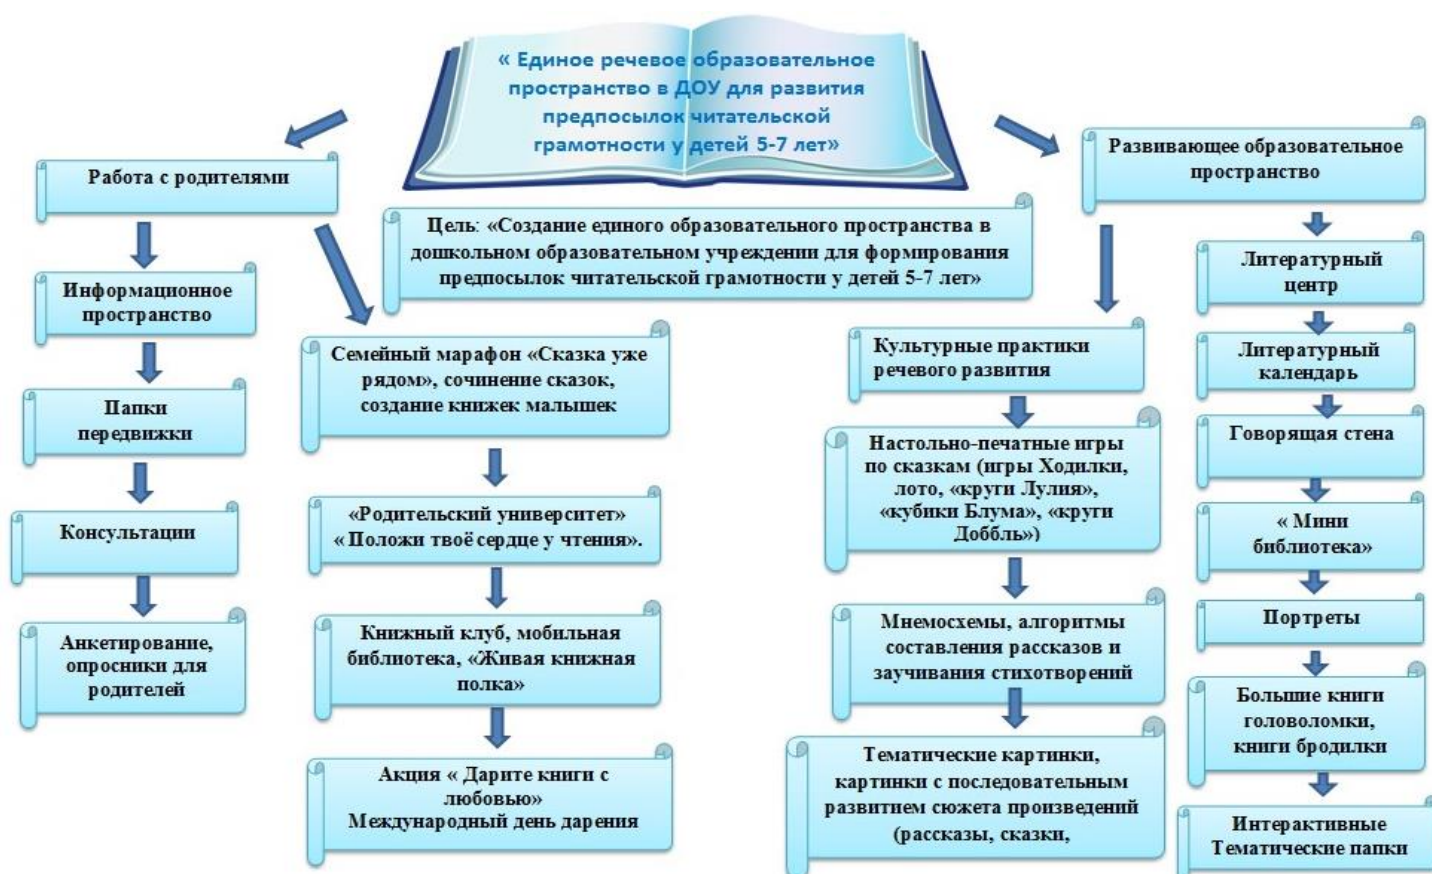 « Единое речевое образовательное
пространство в ДОУ для развития
предпосылок читательской
грамотности у детей 5-7 лет»
Цель: «Создание единого образовательного пространства в
дошкольном образовательном учреждении для формирования
предпосылок читательской грамотности у детей 5-7 лет»
Работа с родителями
Информационное
пространство
Папки
передвижки
Консультации
Анкетирование,
опросники для
родителей
Семейный марафон «Сказка уже
рядом», сочинение сказок,
создание книжек малышек
«Родительский университет»
« Положи твоё сердце у чтения».
Книжный клуб, мобильная
библиотека, «Живая книжная
полка»
Акция « Дарите книги с
любовью»
Международный день дарения
Развивающее образовательное
пространство
Культурные практики
речевого развития
Настольно-печатные игры
по сказкам (игры Ходилки,
лото, «круги Лулия»,
«кубики Блума», «круги
Доббль»)
Мнемосхемы, алгоритмы
составления рассказов и
заучивания стихотворений
Тематические картинки,
картинки с последовательным
развитием сюжета произведений
(рассказы, сказки,
Литературный
центр
Литературный
календарь
Говорящая стена
« Мини
библиотека»
Портреты
Большие книги
головоломки,
книги бродилки
Интерактивные
Тематические папки